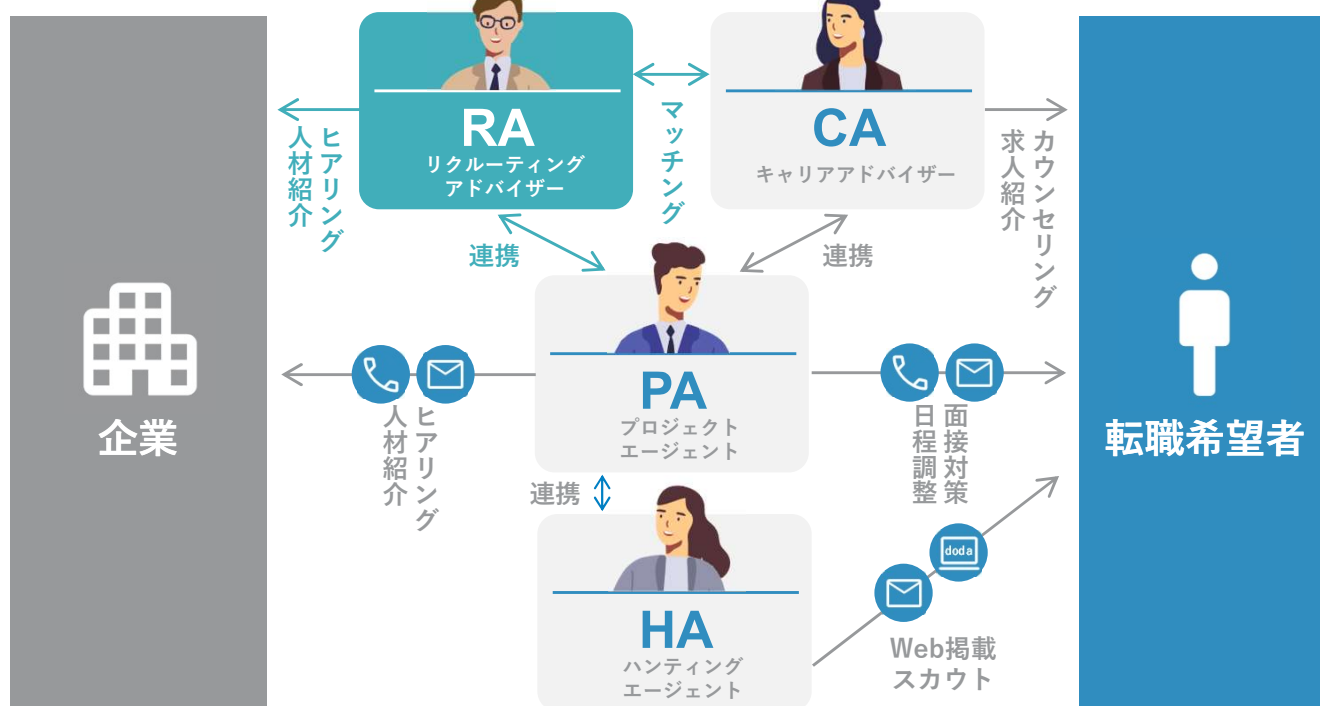 RA
リクルーティング
アドバイザー
マッチング
CA
キャリアアドバイザー
ヒアリング
人材紹介
カウンセリング
求人紹介
連携
連携
企業
PA
プロジェクト
エージェント
ヒアリング
人材紹介
面接対策
日程調整
転職希望者
連携
HA
ハンティング
エージェント
doda
Web掲載
スカウト